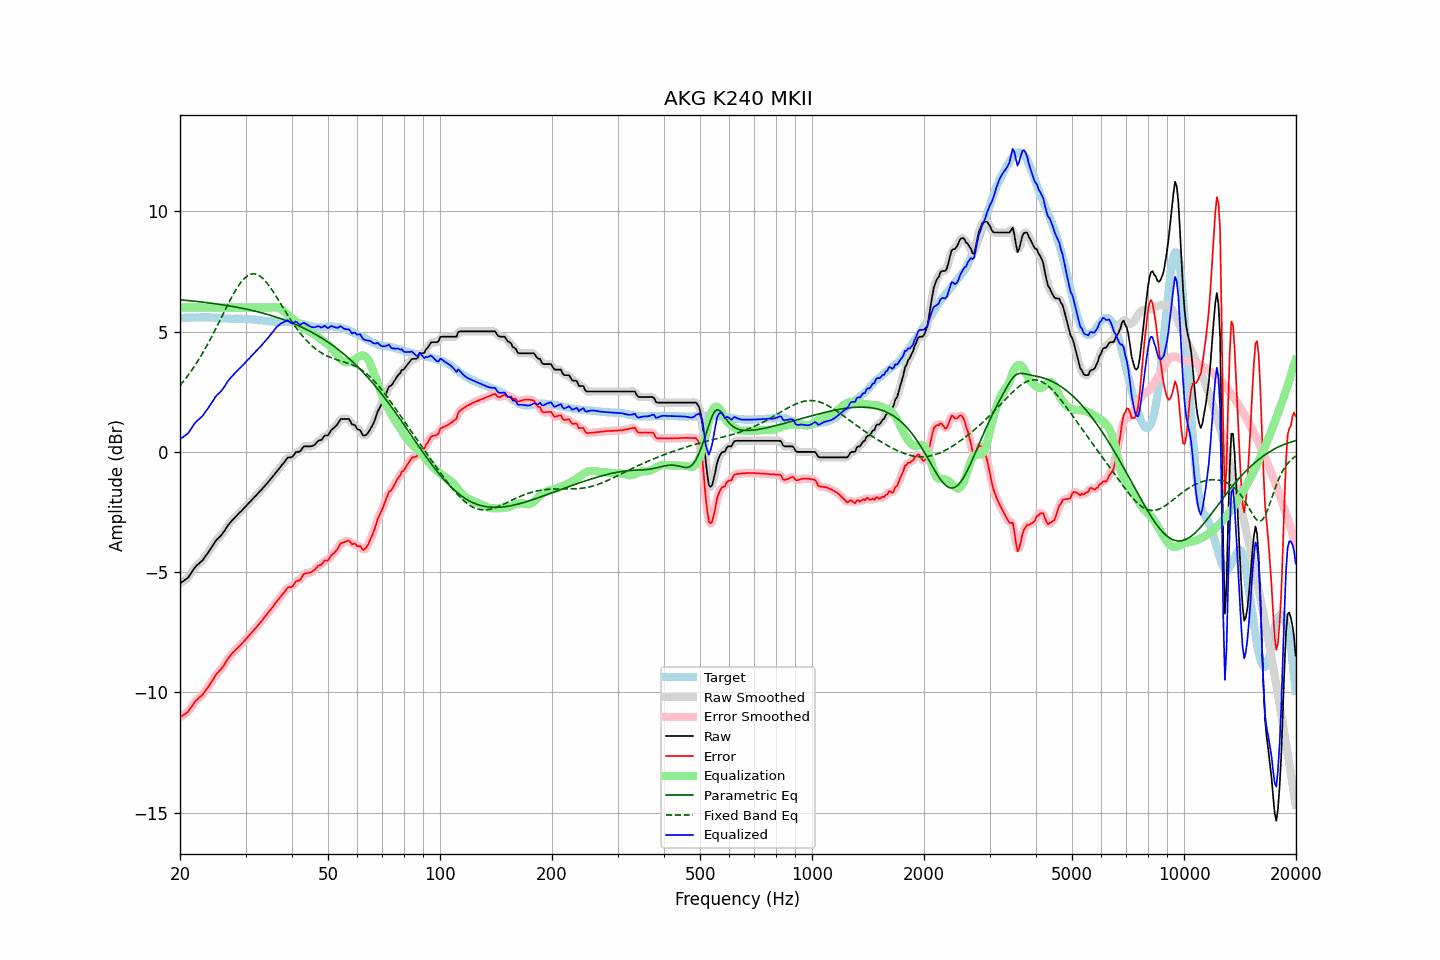 AKG K240 MKII
Amplitude (dBr)
10
5
0
−5
−10
−15
Target
Raw Smoothed
Error Smoothed
Raw
Error
Equalization
Parametric Eq
Fixed Band Eq
Equalized
20 50 100 200 500 1000 2000 5000 10000 20000
Frequency (Hz)